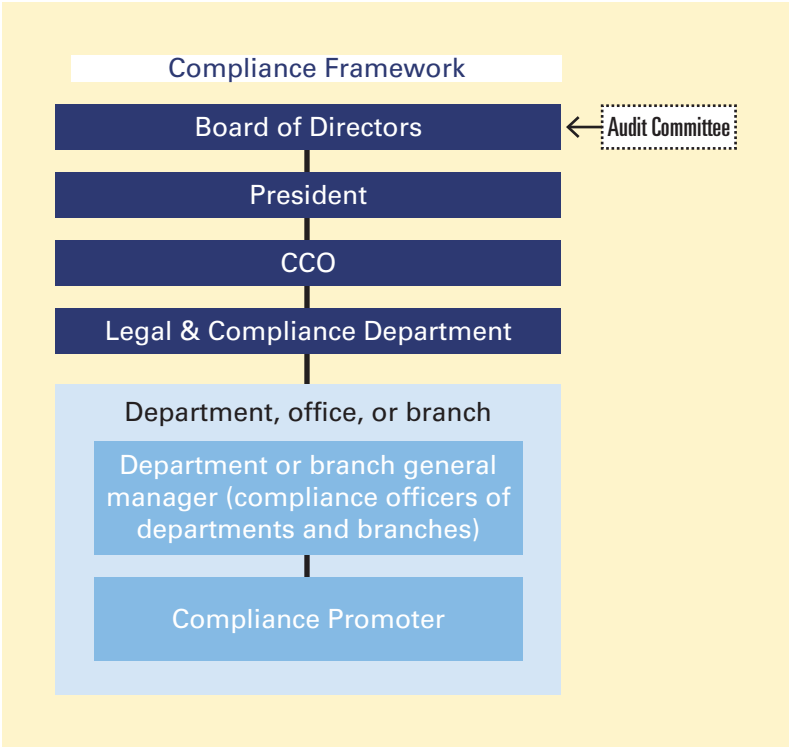 Compliance Framework
Board of Directors
Audit Committee
President
CCO
Legal & Compliance Department
Department, office, or branch
Department or branch general
manager (compliance officers of
departments and branches)
Compliance Promoter